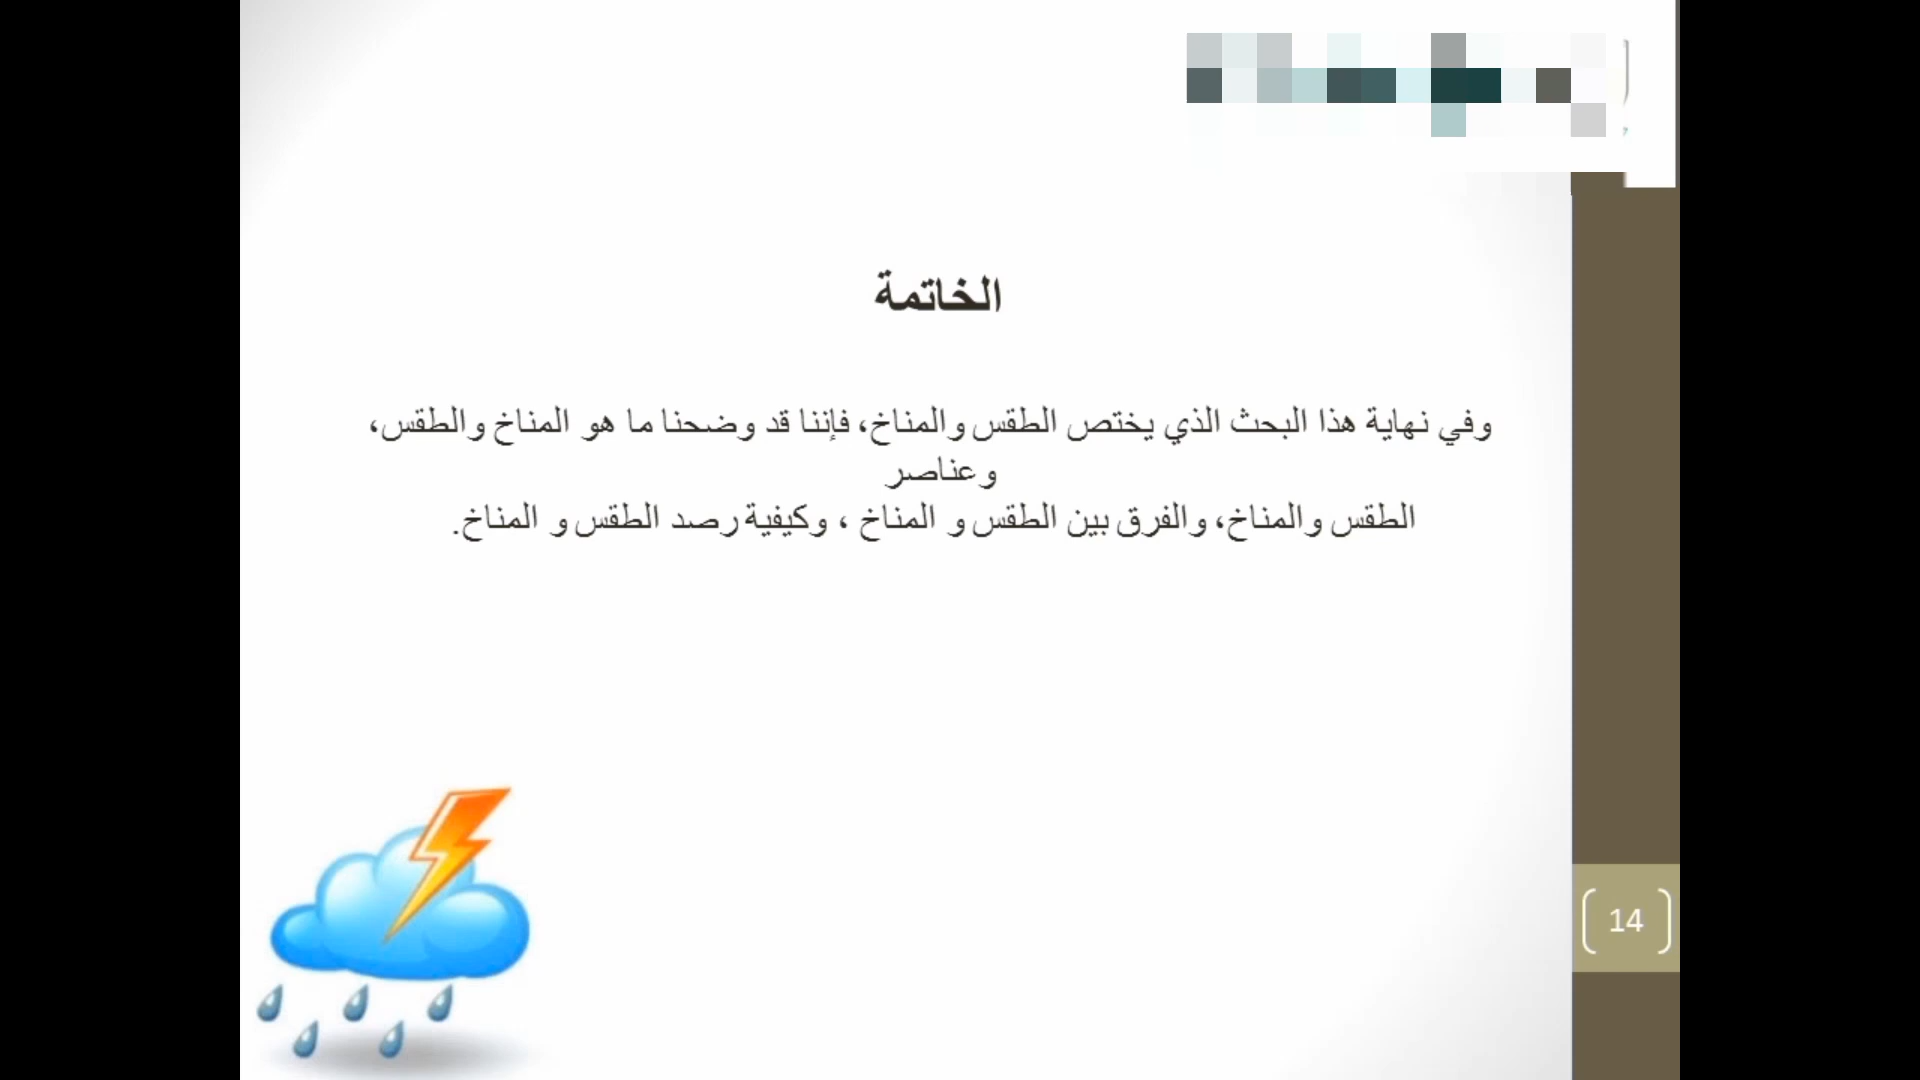 الخاتمة
وفي نهاية هذا البحث الذي يختص الطقس والمناخ، فإننا قد وضحنا ما هو المناخ والطقس،
وعناصر
الطقس والمناخ، والفرق بين الطقس و المناخ ، وكيفية رصد الطقس و المناخ.
14